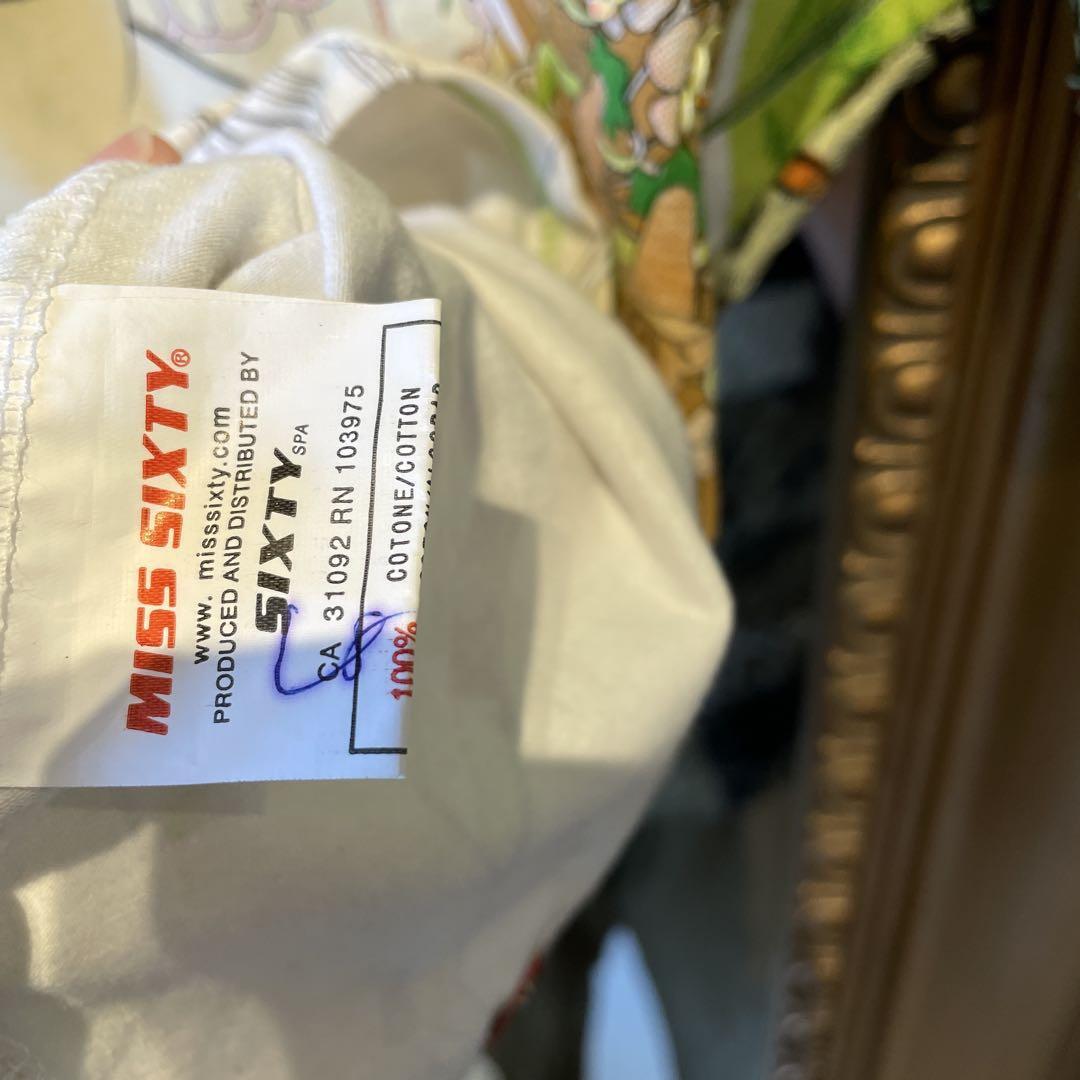 MISS SIXTY®
www. misssixty.com
PRODUCED AND DISTRIBUTED BY
SIXTY SPA
CA 31092 RN 103975
100% COTONE/COTTON